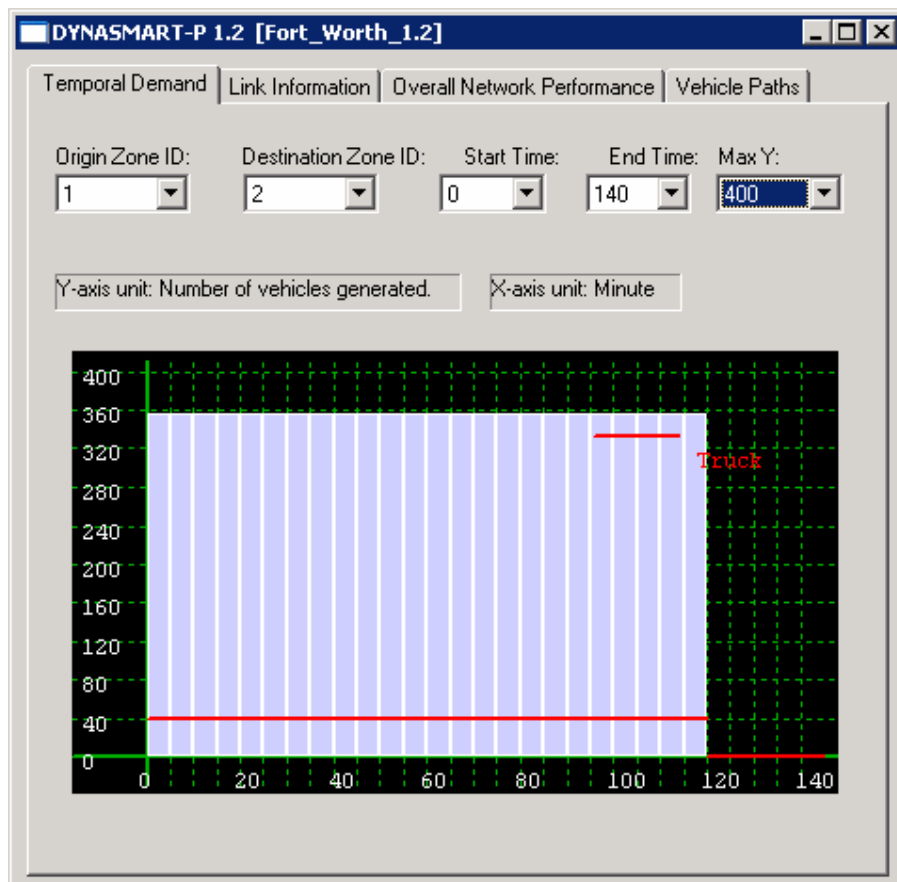 DYNASMART-P 1.2 [Fort_Worth_1.2]
Temporal Demand Link Information Overall Network Performance Vehicle Paths
Origin Zone ID: Destination Zone ID: Start Time: End Time: Max Y:
1 2 0 140 400
Y-axis unit: Number of vehicles generated. X-axis unit: Minute
400
360
320
Truck
280
240
200
160
120
80
40
0
0 20 40 60 80 100 120 140